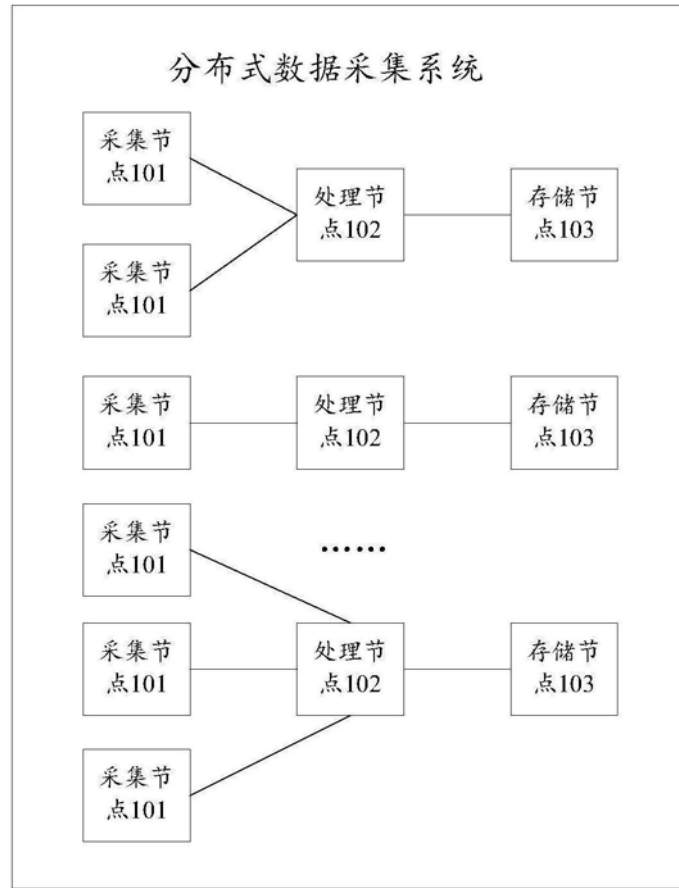 分布式数据采集系统
采集节
点101
处理节
点102
存储节
点103
采集节
点101
采集节
点101
处理节
点102
存储节
点103
采集节
点101
……
采集节
点101
处理节
点102
存储节
点103
采集节
点101